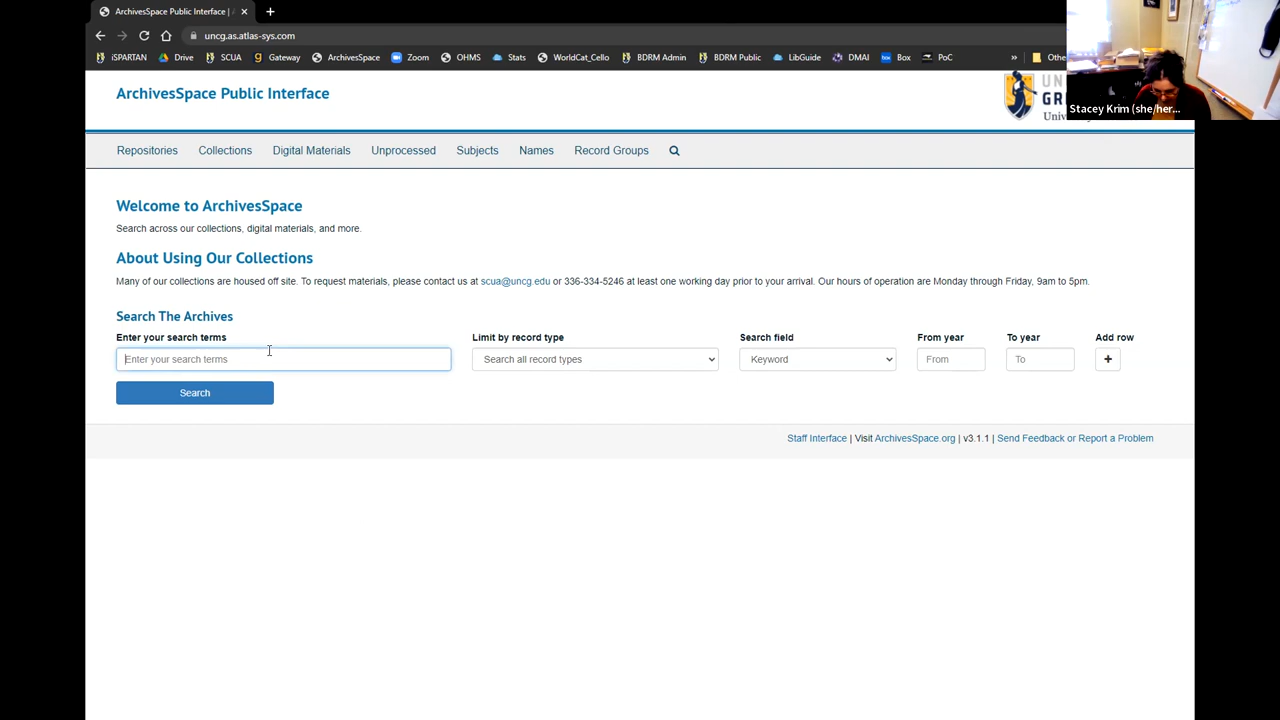 ArchivesSpace Public Interface |
uncg.as.atlas-sys.com
iSPARTAN Drive SCUA Gateway ArchivesSpace Zoom OHMS Stats WorldCat_Cello BDRM Admin BDRM Public LibGuide DMAI Box PoC » Othe
ArchivesSpace Public Interface
UN
GR
Univ
Stacey Krim (she/her...
Repositories Collections Digital Materials Unprocessed Subjects Names Record Groups
Welcome to ArchivesSpace
Search across our collections, digital materials, and more.
About Using Our Collections
Many of our collections are housed off site. To request materials, please contact us at scua@uncg.edu or 336-334-5246 at least one working day prior to your arrival. Our hours of operation are Monday through Friday, 9am to 5pm.
Search The Archives
Enter your search terms Limit by record type Search field From year To year Add row
Enter your search terms Search all record types Keyword From To +
Search
Staff Interface | Visit ArchivesSpace.org | v3.1.1 | Send Feedback or Report a Problem